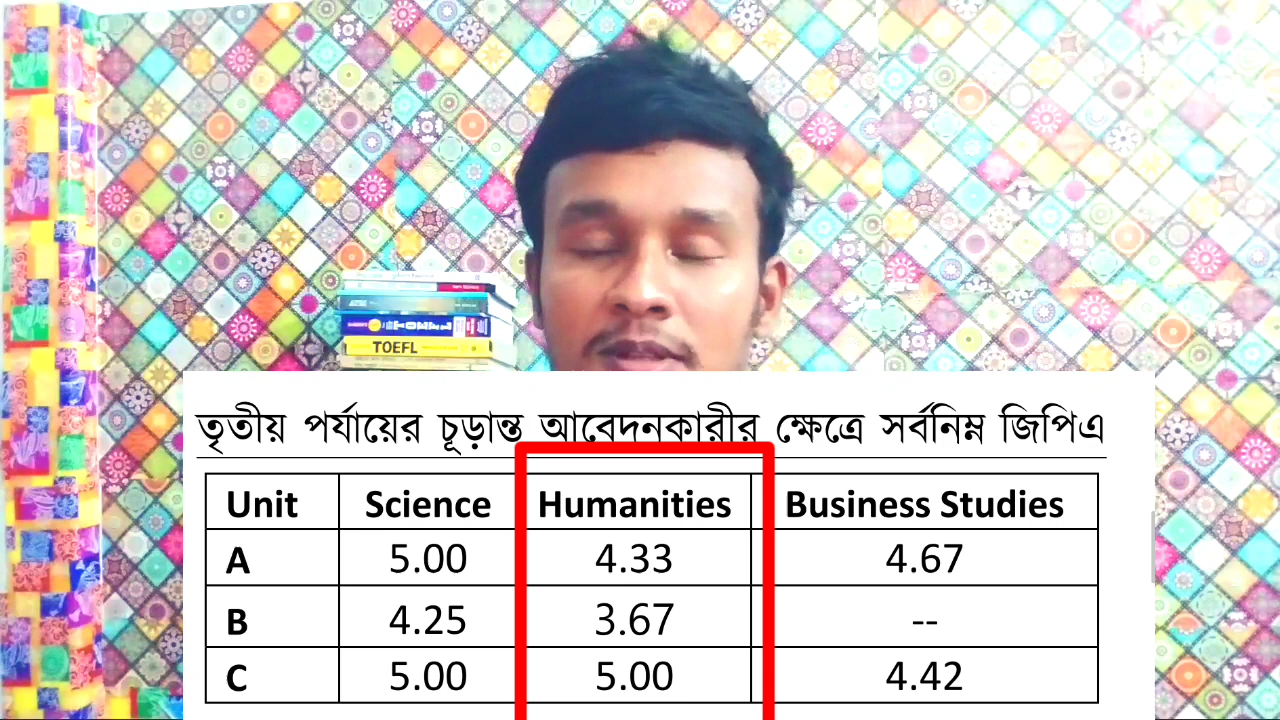 TOEFL
তৃতীয় পর্যায়ের চূড়ান্ত আবেদনকারীর ক্ষেত্রে সর্বনিম্ন জিপিএ
Unit Science Humanities Business Studies
A 5.00 4.33 4.67
B 4.25 3.67 --
C 5.00 5.00 4.42